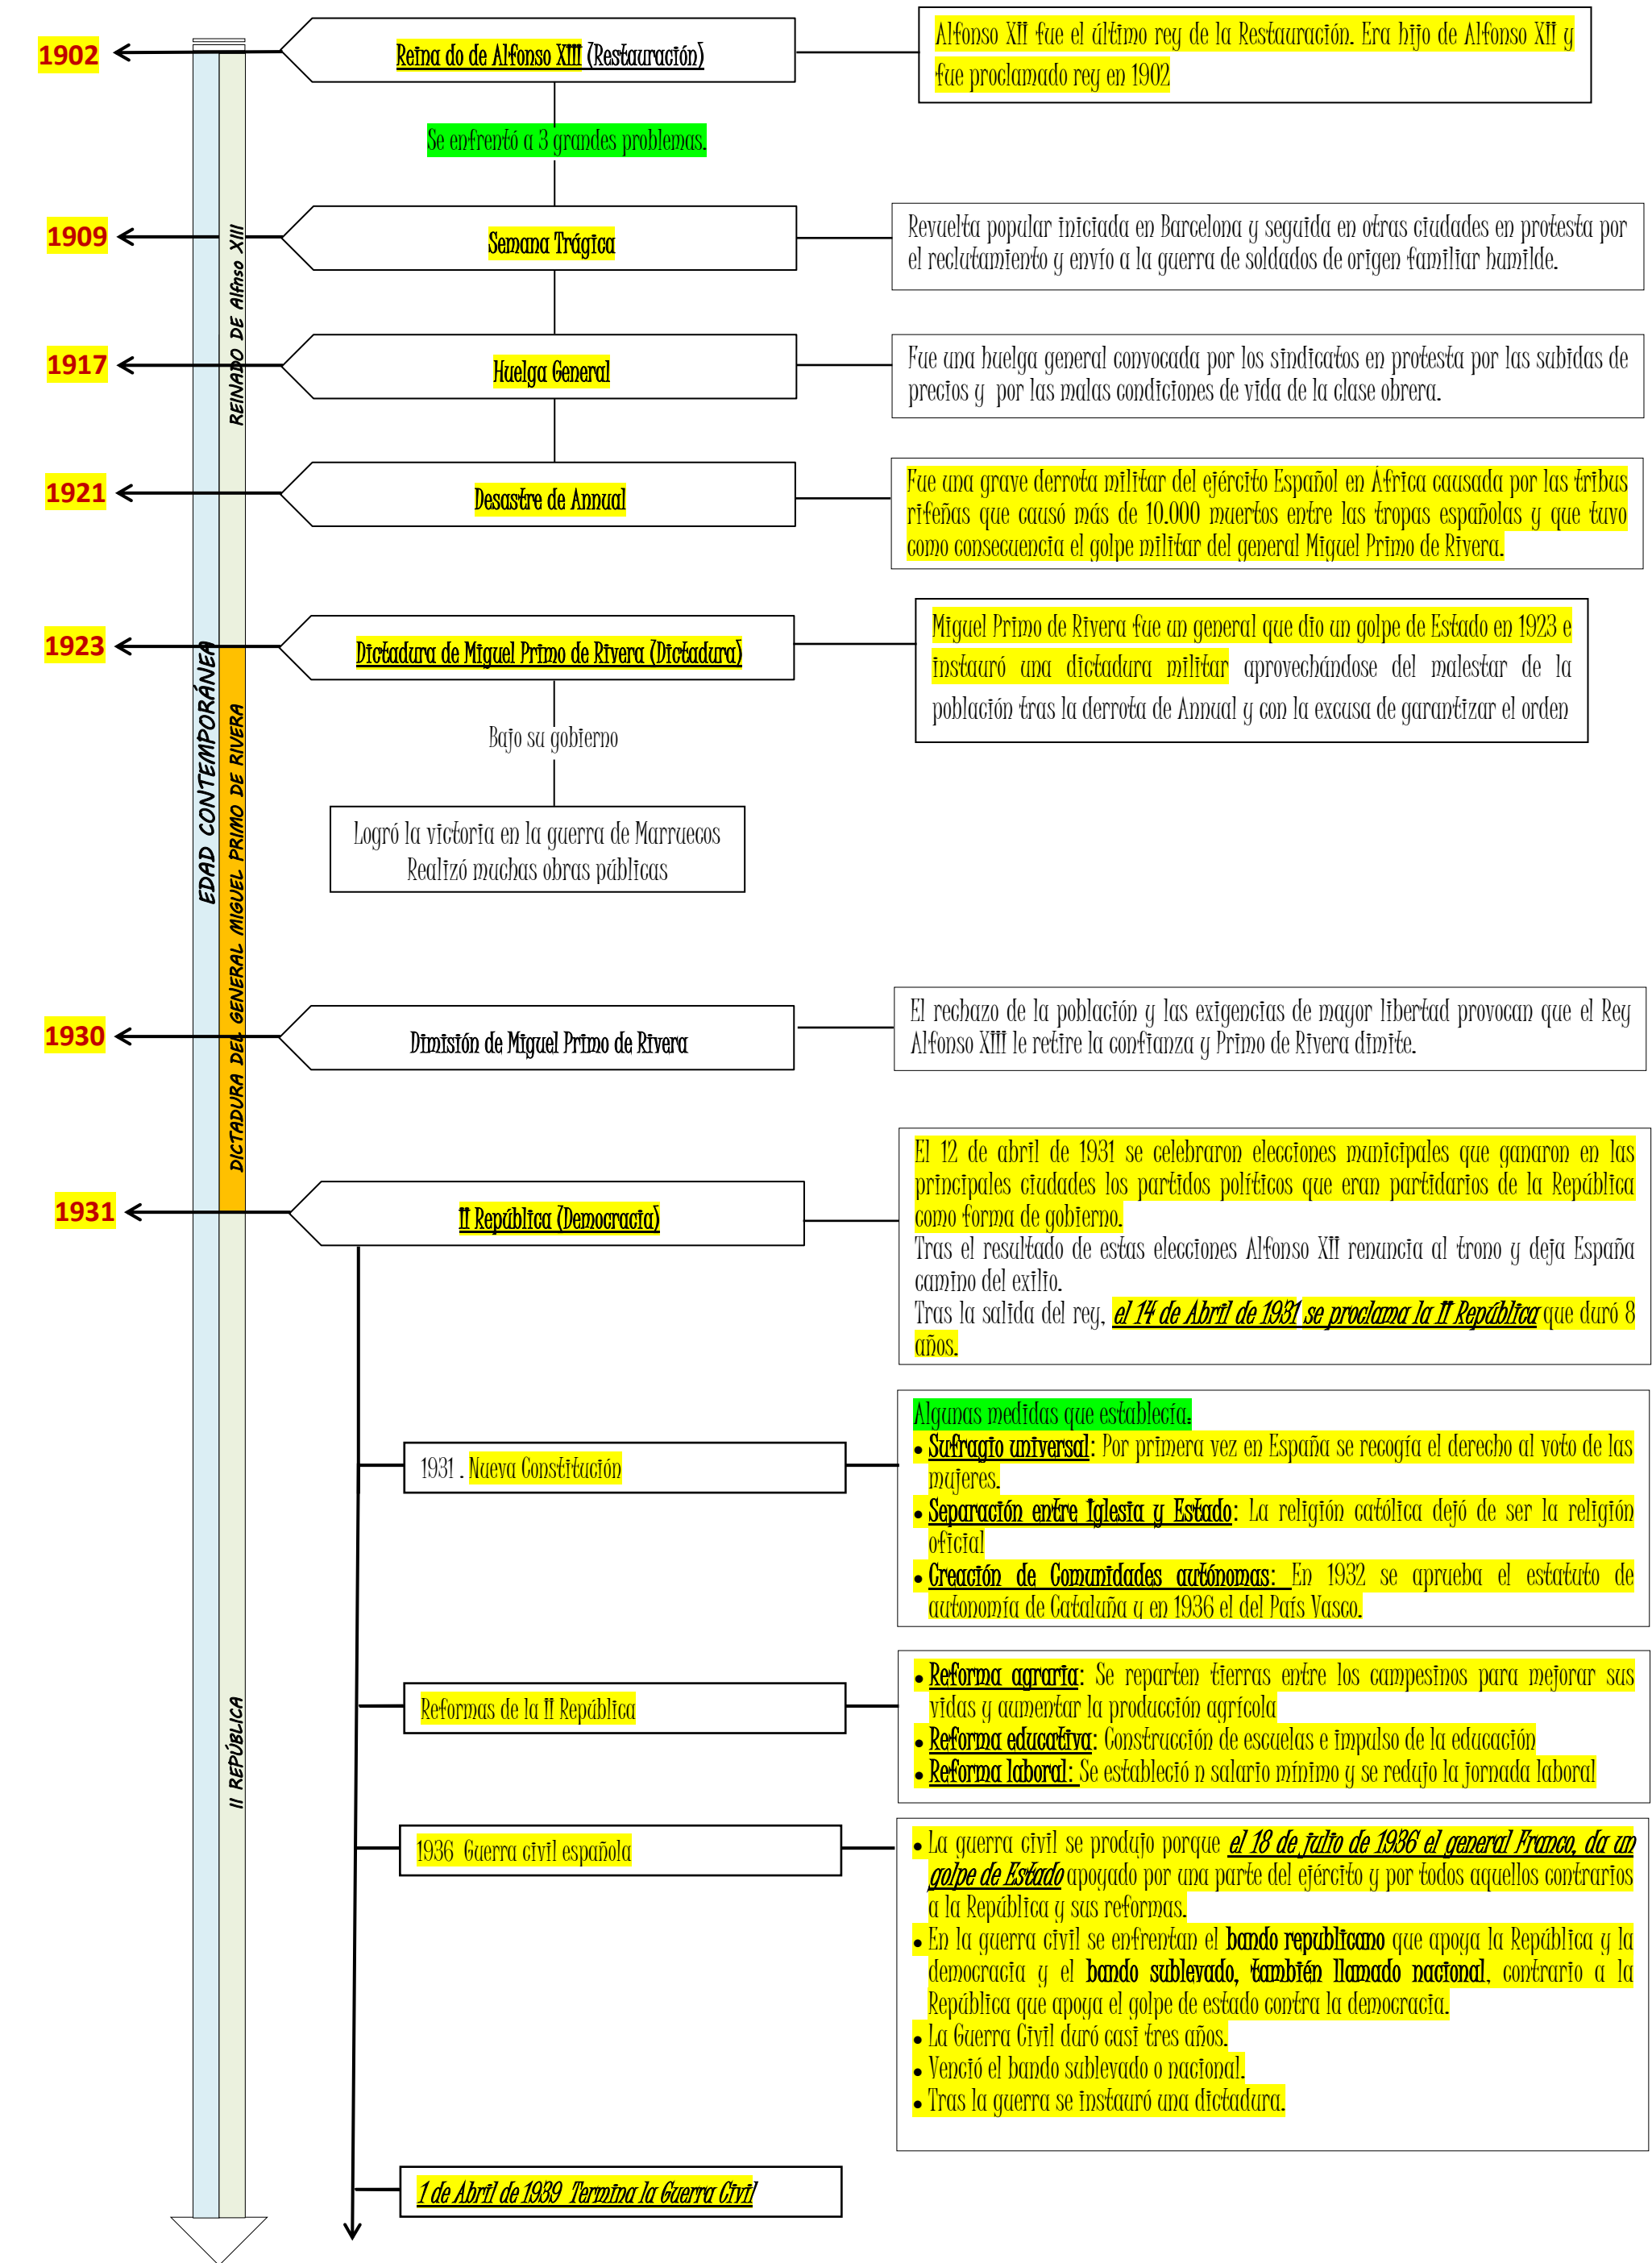 1902
Reina do de Alfonso XIII (Restauración)
Alfonso XII fue el último rey de la Restauración. Era hijo de Alfonso XII y
fue proclamado rey en 1902
Se enfrentó a 3 grandes problemas.
1909
Semana Trágica
Revuelta popular iniciada en Barcelona y seguida en otras ciudades en protesta por
el reclutamiento y envío a la guerra de soldados de origen familiar humilde.
REINADO DE Alfnso XIII
1917
Huelga General
Fue una huelga general convocada por los sindicatos en protesta por las subidas de
precios y por las malas condiciones de vida de la clase obrera.
1921
Desastre de Annual
Fue una grave derrota militar del ejército Español en África causada por las tribus
rifeñas que causó más de 10.000 muertos entre las tropas españolas y que tuvo
como consecuencia el golpe militar del general Miguel Primo de Rivera.
1923
Dictadura de Miguel Primo de Rivera (Dictadura)
Miguel Primo de Rivera fue un general que dio un golpe de Estado en 1923 e
instauró una dictadura militar aprovechándose del malestar de la
población tras la derrota de Annual y con la excusa de garantizar el orden
EDAD CONTEMPORÁNEA
DICTADURA DEL GENERAL MIGUEL PRIMO DE RIVERA
Bajo su gobierno
Logró la victoria en la guerra de Marruecos
Realizó muchas obras públicas
1930
Dimisión de Miguel Primo de Rivera
El rechazo de la población y las exigencias de mayor libertad provocan que el Rey
Alfonso XIII le retire la confianza y Primo de Rivera dimite.
1931
II República (Democracia)
El 12 de abril de 1931 se celebraron elecciones municipales que ganaron en las
principales ciudades los partidos políticos que eran partidarios de la República
como forma de gobierno.
Tras el resultado de estas elecciones Alfonso XII renuncia al trono y deja España
camino del exilio.
Tras la salida del rey, el 14 de Abril de 1931 se proclama la II República que duró 8
años.
1931 . Nueva Constitución
Algunas medidas que establecía:
• Sufragio universal: Por primera vez en España se recogía el derecho al voto de las
mujeres.
• Separación entre Iglesia y Estado: La religión católica dejó de ser la religión
oficial
• Creación de Comunidades autónomas: En 1932 se aprueba el estatuto de
autonomía de Cataluña y en 1936 el del País Vasco.
II REPÚBLICA
Reformas de la II República
• Reforma agraria: Se reparten tierras entre los campesinos para mejorar sus
vidas y aumentar la producción agrícola
• Reforma educativa: Construcción de escuelas e impulso de la educación
• Reforma laboral: Se estableció n salario mínimo y se redujo la jornada laboral
1936 Guerra civil española
• La guerra civil se produjo porque el 18 de julio de 1936 el general Franco, da un
golpe de Estado apoyado por una parte del ejército y por todos aquellos contrarios
a la República y sus reformas.
• En la guerra civil se enfrentan el bando republicano que apoya la República y la
democracia y el bando sublevado, también llamado nacional, contrario a la
República que apoya el golpe de estado contra la democracia.
• La Guerra Civil duró casi tres años.
• Venció el bando sublevado o nacional.
• Tras la guerra se instauró una dictadura.
1 de Abril de 1939 Termina la Guerra Civil